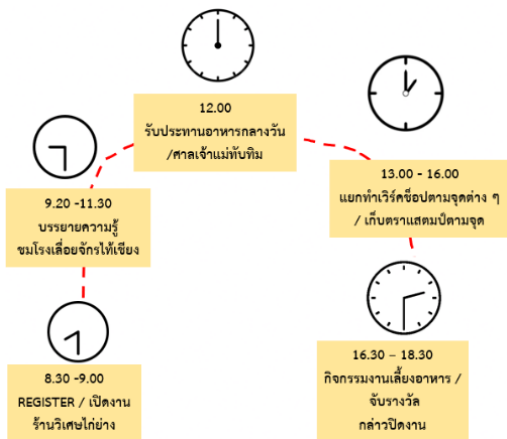 8.30 -9.00
REGISTER / เปิดงาน
ร้านวิเศษไก่ย่าง
9.20 -11.30
บรรยายความรู้
ชมโรงเลื่อยจักรไท้เชียง
12.00
รับประทานอาหารกลางวัน
/ศาลเจ้าแม่ทับทิม
13.00 - 16.00
แยกทำเวิร์คช็อปตามจุดต่าง ๆ
/ เก็บตราแสตมป์ตามจุด
16.30 – 18.30
กิจกรรมงานเลี้ยงอาหาร /
จับรางวัล
กล่าวปิดงาน